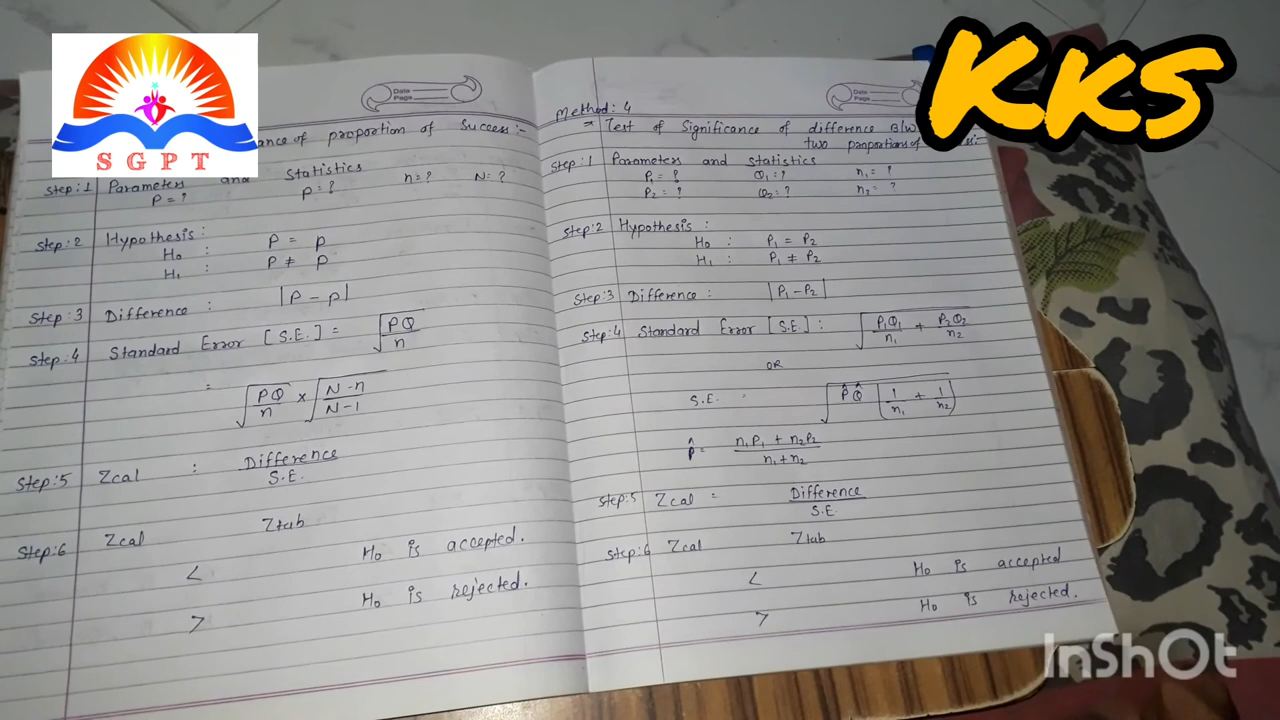 SGPT
KKS
Date
Page
ance of proportion of Success :-
Step:1 Parameters and Statistics
P = ? p = ? n = ? N = ?
Step:2 Hypothesis :
H₀ : P = p
H₁ : P ≠ p
Step:3 Difference : |P - p|
Step:4 Standard Error [S.E.] = √(PQ/n)
= √(PQ/n) × √((N-n)/(N-1))
Step:5 Zcal : Difference/S.E.
Step:6 Zcal Ztab
< H₀ is accepted.
> H₀ is rejected.
Date
Page
Method : 4
⇒ Test of Significance of difference B/w
two proportions of
Step:1 Parameters and Statistics
P₁ = ? Q₁ = ? n₁ = ?
P₂ = ? Q₂ = ? n₂ = ?
Step:2 Hypothesis :
H₀ : P₁ = P₂
H₁ : P₁ ≠ P₂
Step:3 Difference : |P₁ - P₂|
Step:4 Standard Error [S.E.] : √(P₁Q₁/n₁ + P₂Q₂/n₂)
OR
S.E. √(P̂Q̂ [1/n₁ + 1/n₂])
p̂ = (n₁P₁ + n₂P₂)/(n₁+n₂)
Step:5 Zcal = Difference/S.E.
Step:6 Zcal Ztab
< H₀ is accepted
> H₀ is rejected.
InShOt